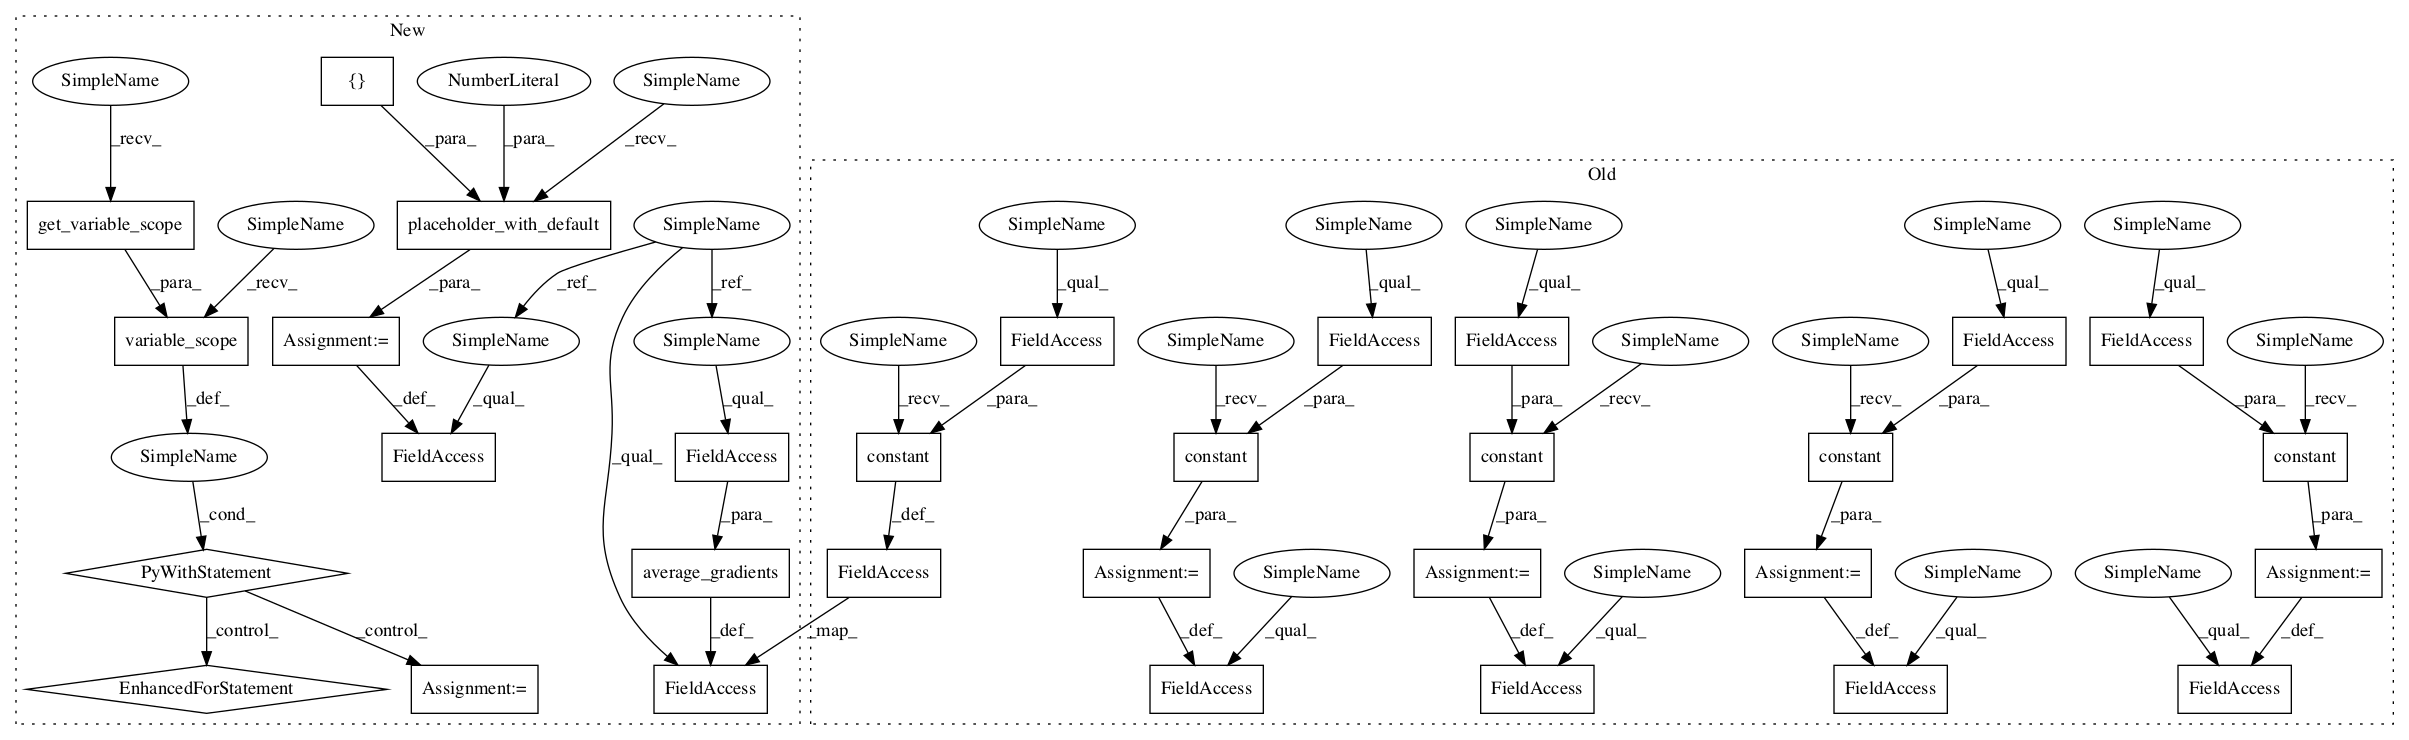 New
SimpleName
{}
NumberLiteral
SimpleName
_recv_
_para_
_para_
_recv_
Old
get_variable_scope
SimpleName
placeholder_with_default
SimpleName
SimpleName
SimpleName
SimpleName
SimpleName
SimpleName
_para_
_recv_
_para_
_ref_
_ref_
_qual_
_qual_
_qual_
_qual_
_qual_
variable_scope
Assignment:=
SimpleName
SimpleName
SimpleName
FieldAccess
SimpleName
FieldAccess
FieldAccess
SimpleName
SimpleName
FieldAccess
FieldAccess
SimpleName
_def_
_def_
_qual_
_qual_
_recv_
_para_
_recv_
_para_
_para_
_recv_
_recv_
_para_
_para_
_recv_
SimpleName
FieldAccess
_qual_
FieldAccess
constant
constant
constant
constant
constant
_cond_
_para_
_def_
_para_
_para_
_para_
_para_
PyWithStatement
average_gradients
FieldAccess
Assignment:=
SimpleName
Assignment:=
SimpleName
Assignment:=
SimpleName
SimpleName
Assignment:=
_control_
_control_
_def_
_map_
_def_
_qual_
_def_
_qual_
_def_
_qual_
_qual_
_def_
EnhancedForStatement
Assignment:=
FieldAccess
FieldAccess
FieldAccess
FieldAccess
FieldAccess